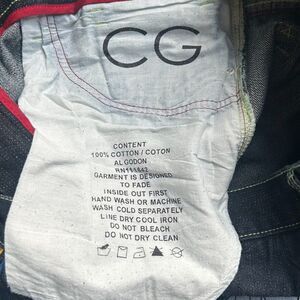 CG
CONTENT
100% COTTON / COTON
ALGODON
RN111842
GARMENT IS DESIGNED
TO FADE
INSIDE OUT FIRST
HAND WASH OR MACHINE
WASH COLD SEPARATELY
LINE DRY COOL IRON
DO NOT BLEACH
DO NOT DRY CLEAN